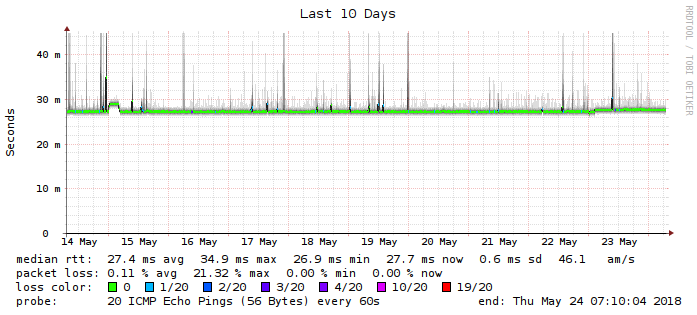 Last 10 Days
RRDTOOL / TOBI OETIKER
Seconds
40 m
30 m
20 m
10 m
0
14 May 15 May 16 May 17 May 18 May 19 May 20 May 21 May 22 May 23 May
median rtt: 27.4 ms avg 34.9 ms max 26.9 ms min 27.7 ms now 0.6 ms sd 46.1 am/s
packet loss: 0.11 % avg 21.32 % max 0.00 % min 0.00 % now
loss color: 0 1/20 2/20 3/20 4/20 10/20 19/20
probe: 20 ICMP Echo Pings (56 Bytes) every 60s end: Thu May 24 07:10:04 2018